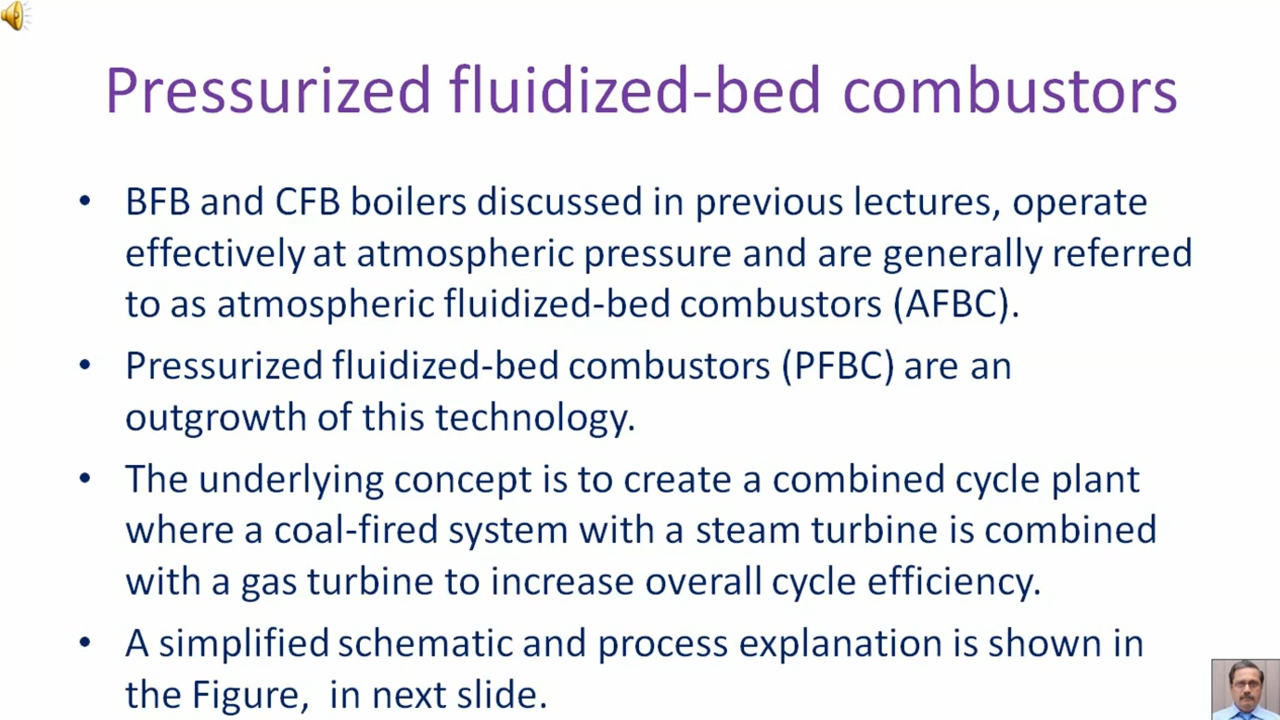 Pressurized fluidized-bed combustors
• BFB and CFB boilers discussed in previous lectures, operate
effectively at atmospheric pressure and are generally referred
to as atmospheric fluidized-bed combustors (AFBC).
• Pressurized fluidized-bed combustors (PFBC) are an
outgrowth of this technology.
• The underlying concept is to create a combined cycle plant
where a coal-fired system with a steam turbine is combined
with a gas turbine to increase overall cycle efficiency.
• A simplified schematic and process explanation is shown in
the Figure, in next slide.